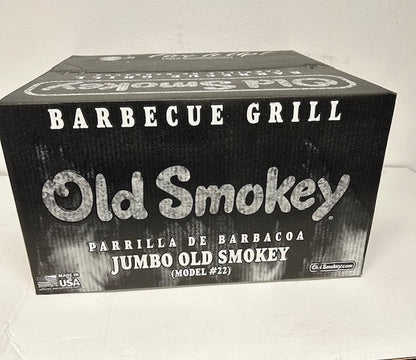 Old Smokey
BARBECUE GRILL
Old Smokey
PARRILLA DE BARBACOA
JUMBO OLD SMOKEY
(MODEL #22)
MADE IN
USA
OldSmokey.com